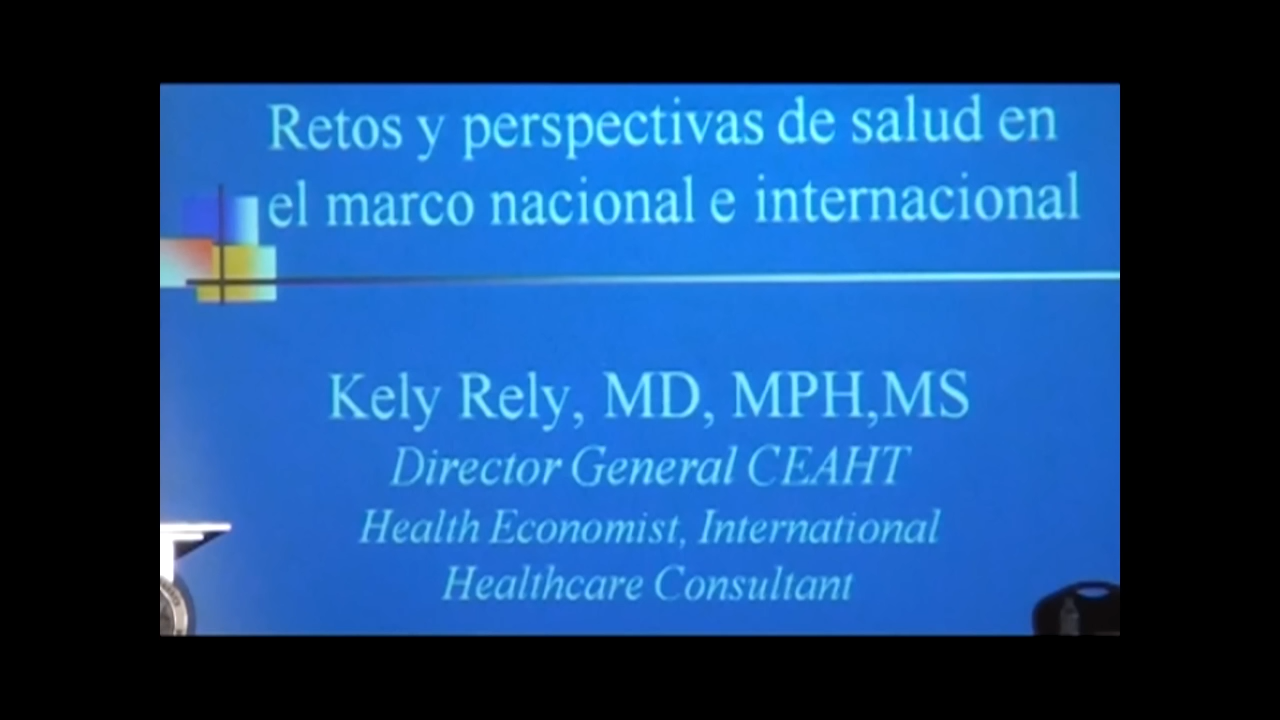 Retos y perspectivas de salud en
el marco nacional e internacional
Kely Rely, MD, MPH,MS
Director General CEAHT
Health Economist, International
Healthcare Consultant